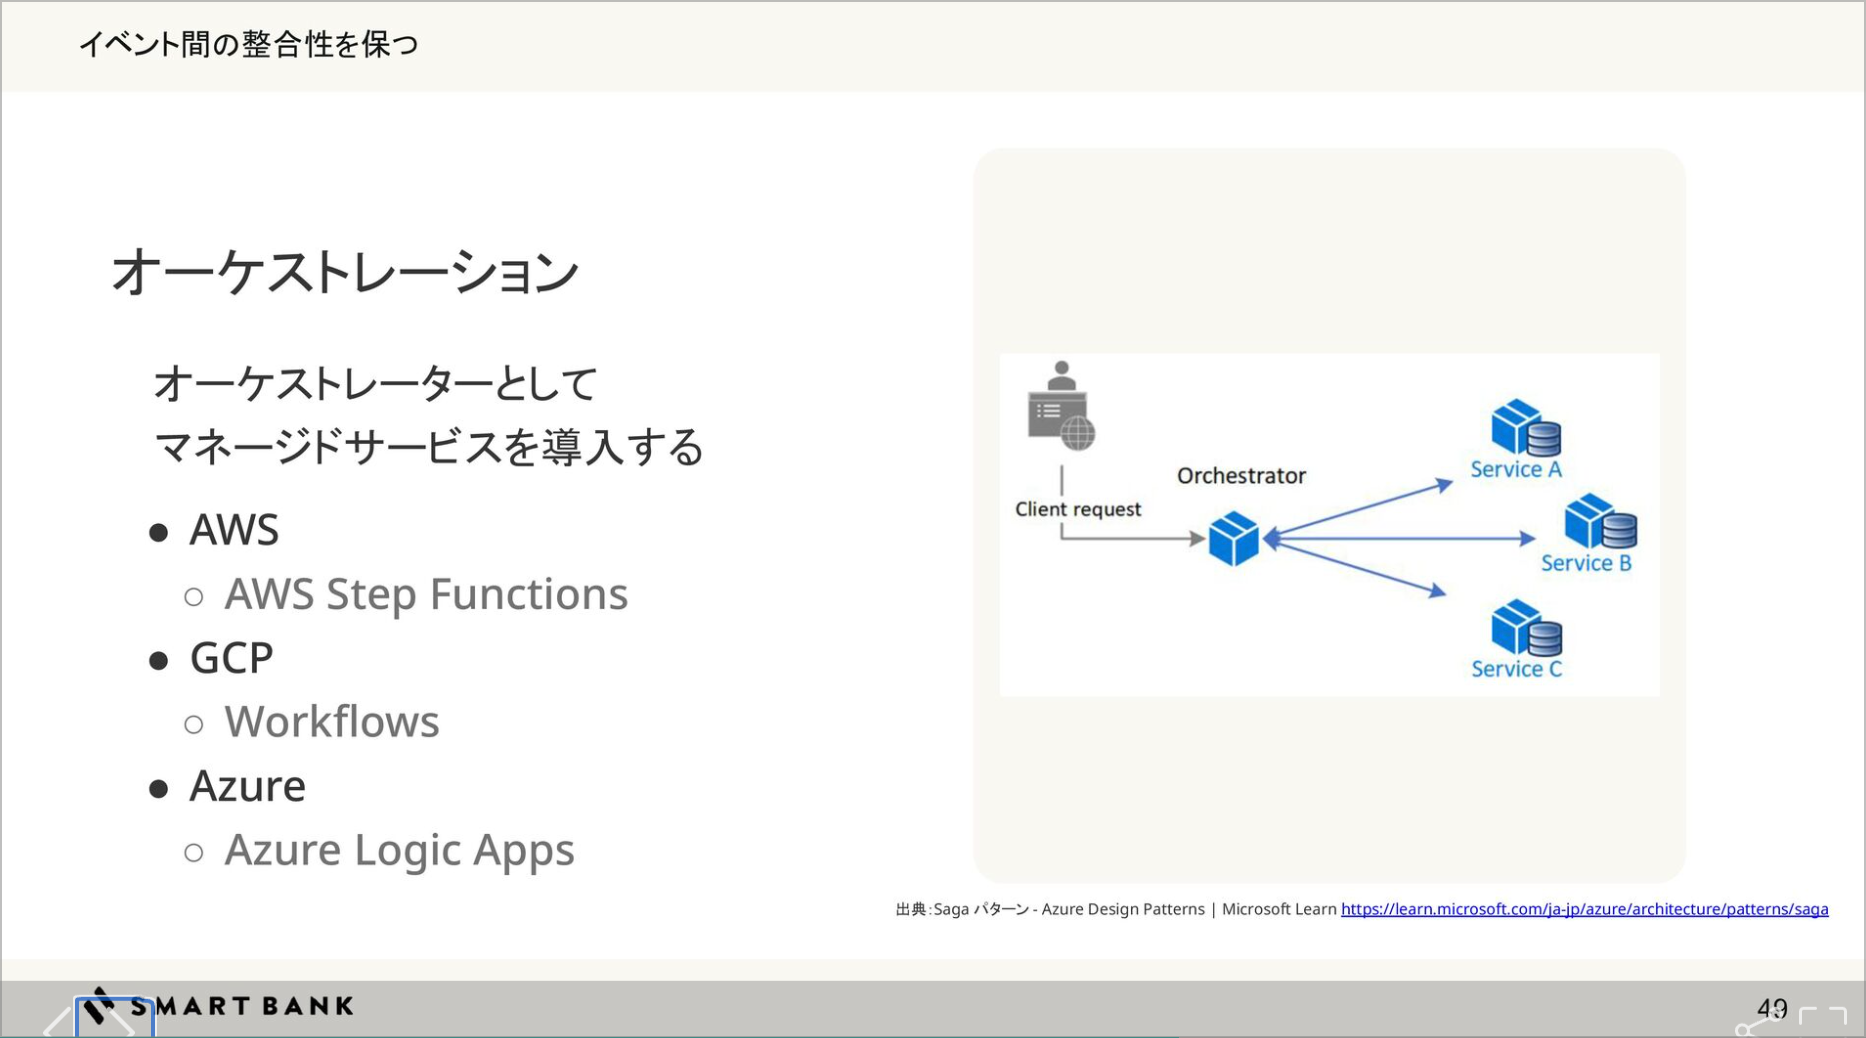 イベント間の整合性を保つ
オーケストレーション
オーケストレーターとして
マネージドサービスを導入する
● AWS
○ AWS Step Functions
● GCP
○ Workflows
● Azure
○ Azure Logic Apps
Client request
Orchestrator
Service A
Service B
Service C
出典：Saga パターン - Azure Design Patterns | Microsoft Learn https://learn.microsoft.com/ja-jp/azure/architecture/patterns/saga
SMART BANK
49